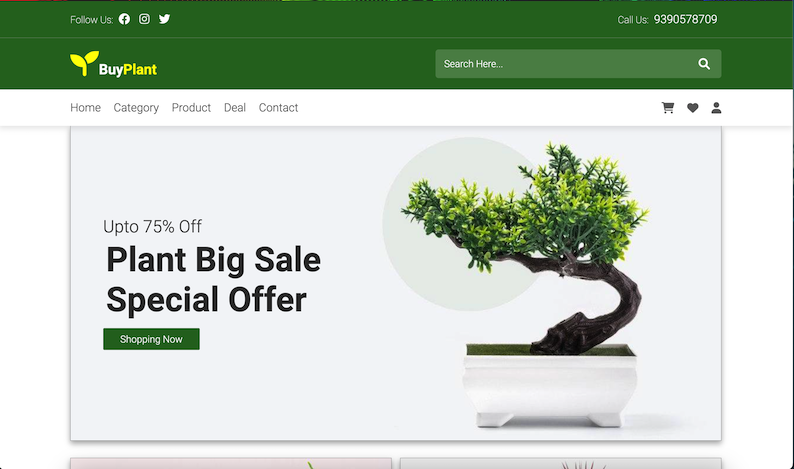 Follow Us:
Call Us: 9390578709
BuyPlant
Search Here...
Home Category Product Deal Contact
Upto 75% Off
Plant Big Sale
Special Offer
Shopping Now